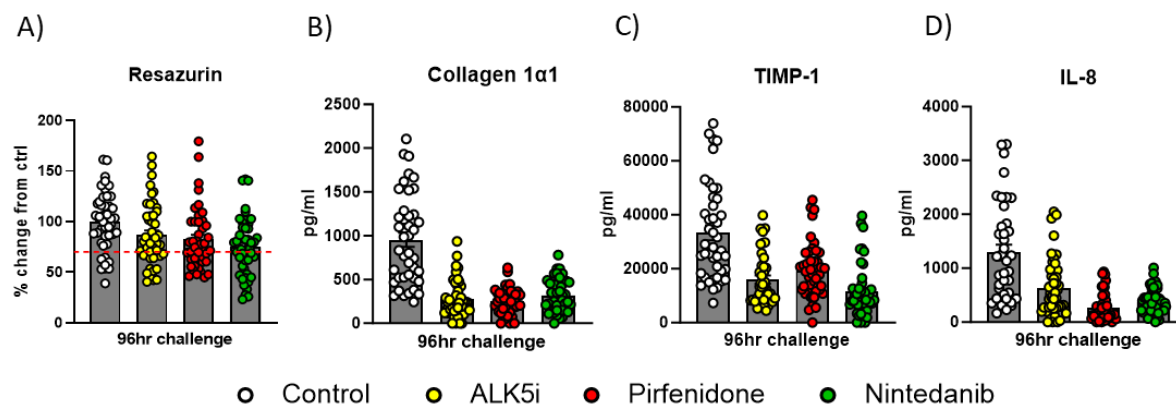 A)
Resazurin
% change from ctrl
200
150
100
50
0
96hr challenge
B)
Collagen 1α1
pg/ml
2500
2000
1500
1000
500
0
96hr challenge
C)
TIMP-1
pg/ml
80000
60000
40000
20000
0
96hr challenge
D)
IL-8
pg/ml
4000
3000
2000
1000
0
96hr challenge
Control ALK5i Pirfenidone Nintedanib